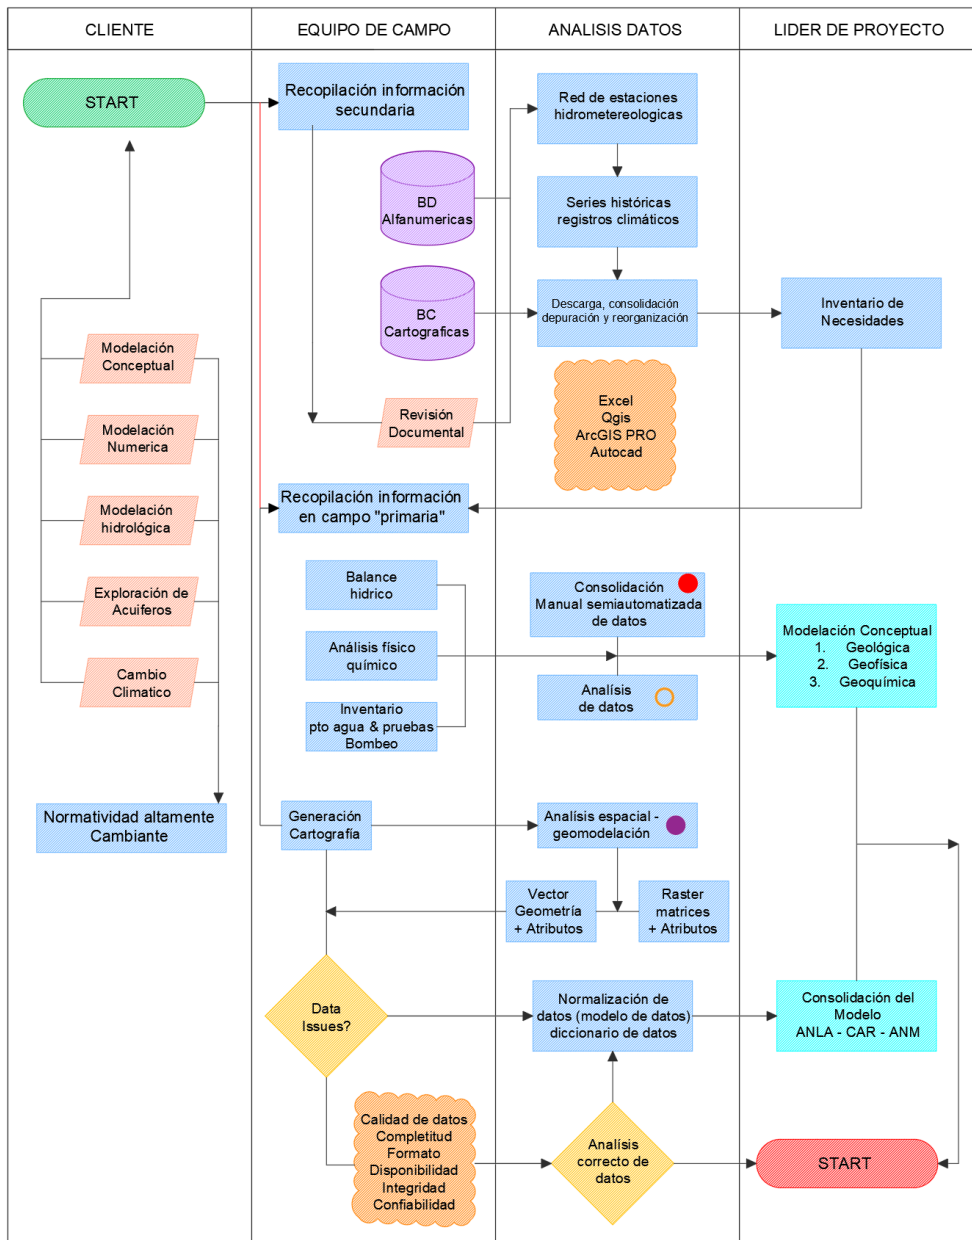 CLIENTE
EQUIPO DE CAMPO
ANALISIS DATOS
LIDER DE PROYECTO
START
Recopilación información
secundaria
Red de estaciones
hidrometereologicas
BD
Alfanumericas
Series históricas
registros climáticos
BC
Cartograficas
Descarga, consolidación
depuración y reorganización
Inventario de
Necesidades
Modelación
Conceptual
Revisión
Documental
Excel
Qgis
ArcGIS PRO
Autocad
Modelación
Numerica
Modelación
hidrológica
Recopilación información
en campo "primaria"
Exploración de
Acuiferos
Balance
hidrico
Consolidación
Manual semiautomatizada
de datos
Cambio
Climatico
Análisis físico
químico
Modelación Conceptual
1. Geológica
2. Geofísica
3. Geoquímica
Inventario
pto agua & pruebas
Bombeo
Analísis
de datos
Normatividad altamente
Cambiante
Generación
Cartografía
Analísis espacial -
geomodelación
Vector
Geometría
+ Atributos
Raster
matrices
+ Atributos
Data
Issues?
Normalización de
datos (modelo de datos)
diccionario de datos
Consolidación del
Modelo
ANLA - CAR - ANM
Calidad de datos
Completitud
Formato
Disponibilidad
Integridad
Confiabilidad
Analísis
correcto de
datos
START